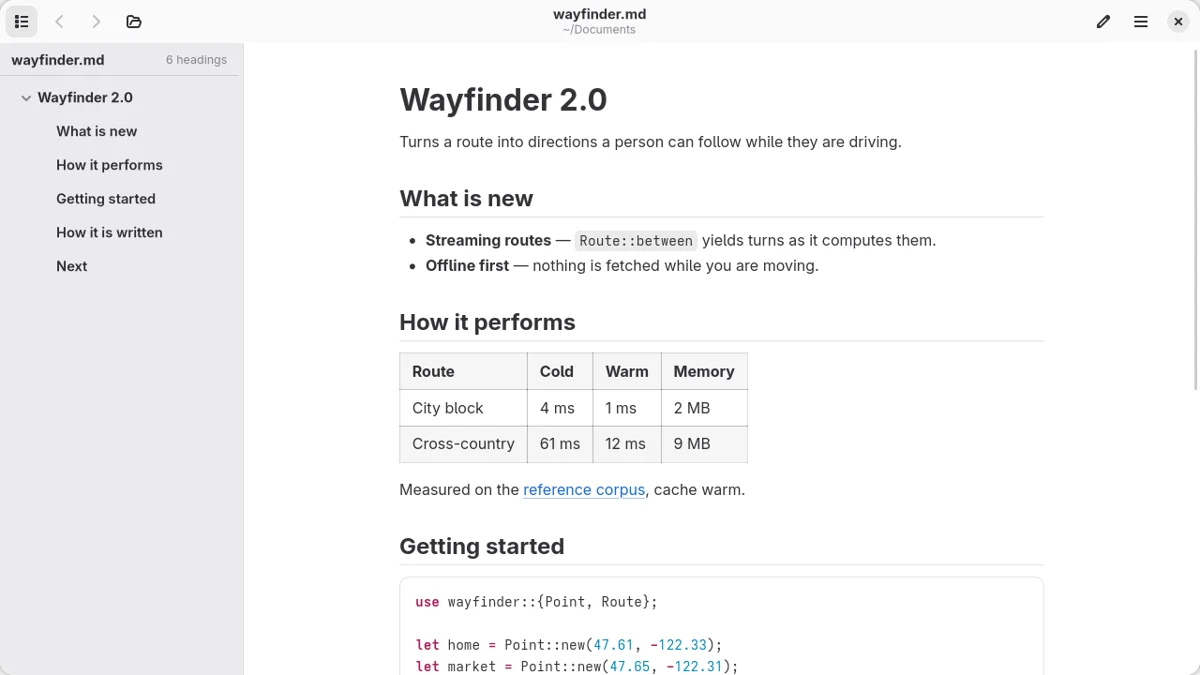 wayfinder.md
~/Documents
wayfinder.md 6 headings
Wayfinder 2.0
What is new
How it performs
Getting started
How it is written
Next
Wayfinder 2.0
Turns a route into directions a person can follow while they are driving.
What is new
• Streaming routes — Route::between yields turns as it computes them.
• Offline first — nothing is fetched while you are moving.
How it performs
Route Cold Warm Memory
City block 4 ms 1 ms 2 MB
Cross-country 61 ms 12 ms 9 MB
Measured on the reference corpus, cache warm.
Getting started
use wayfinder::{Point, Route};
let home = Point::new(47.61, -122.33);
let market = Point::new(47.65, -122.31);